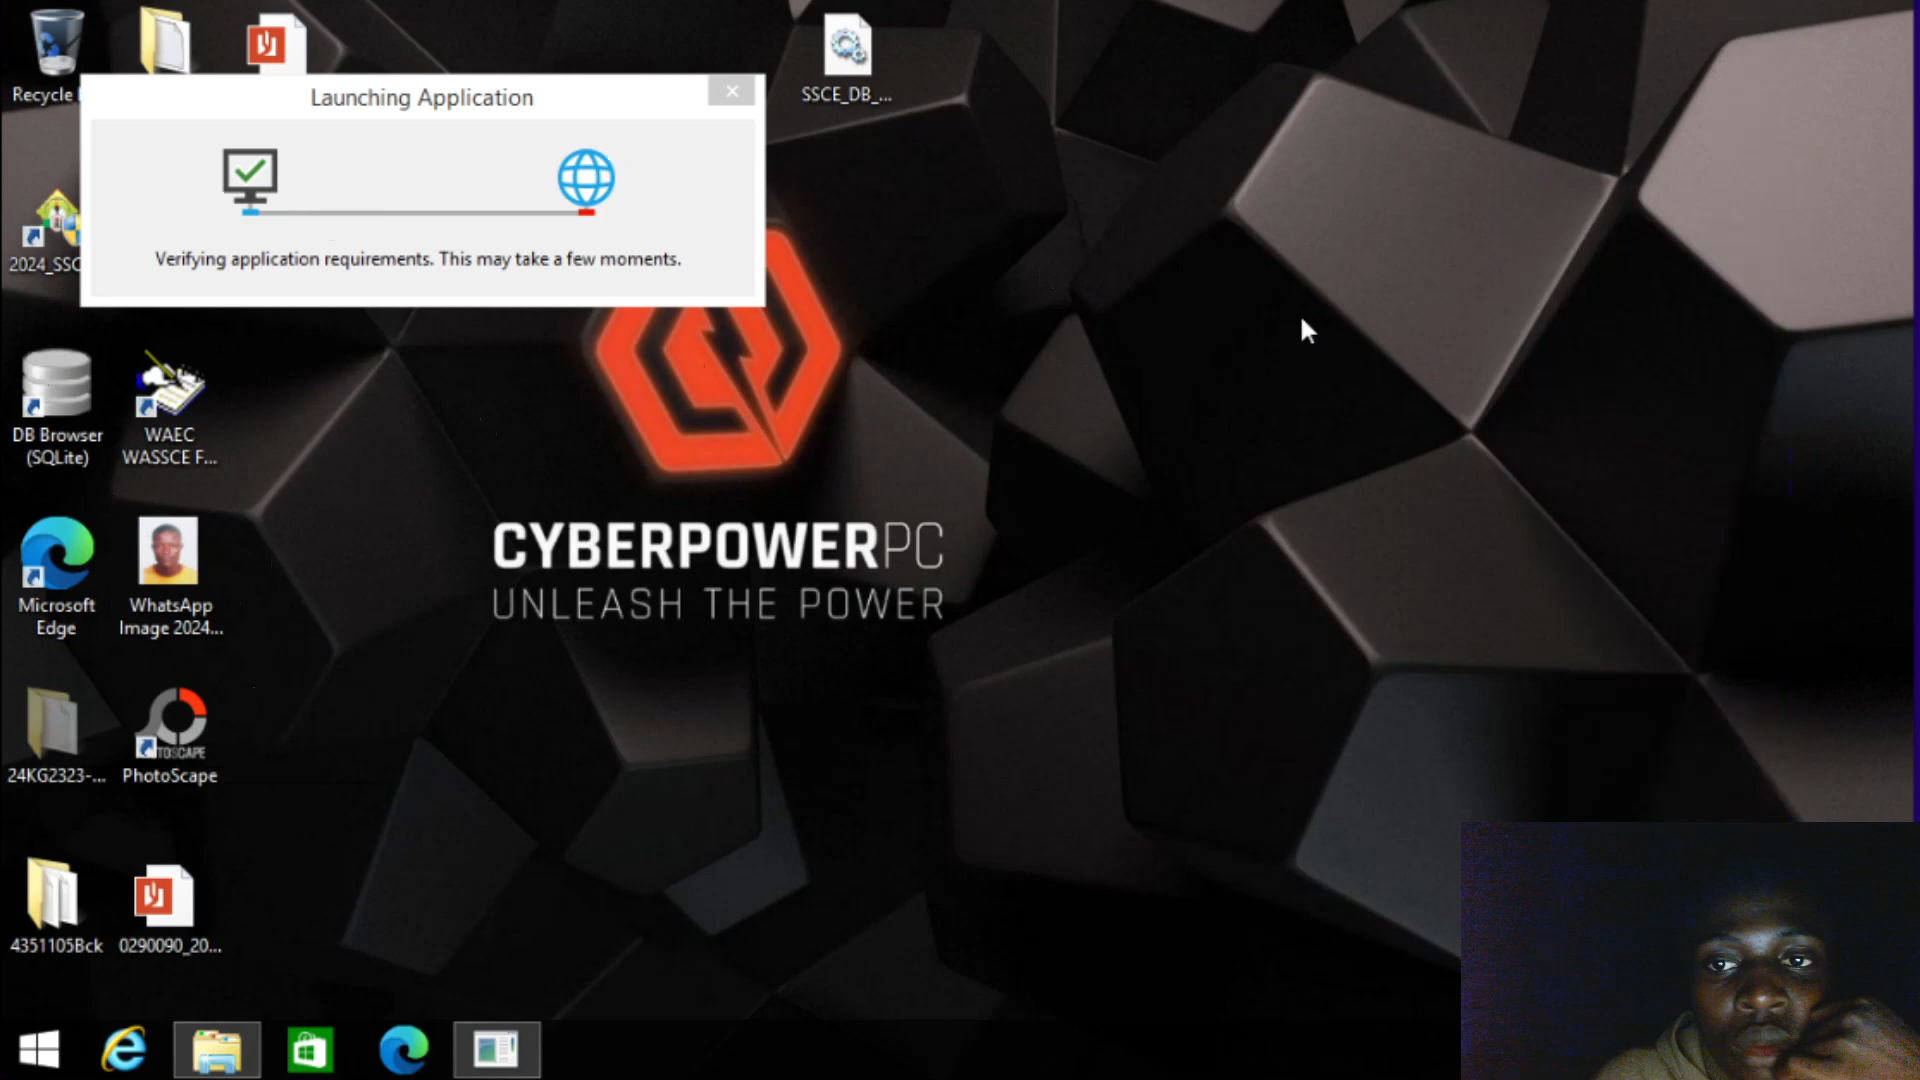 Recycle
Launching Application
Verifying application requirements. This may take a few moments.
SSCE_DB_...
2024_SSC
DB Browser
(SQLite)
WAEC
WASSCE F...
CYBERPOWERPC
UNLEASH THE POWER
Microsoft
Edge
WhatsApp
Image 2024...
24KG2323-...
PhotoScape
4351105Bck
0290090_20...